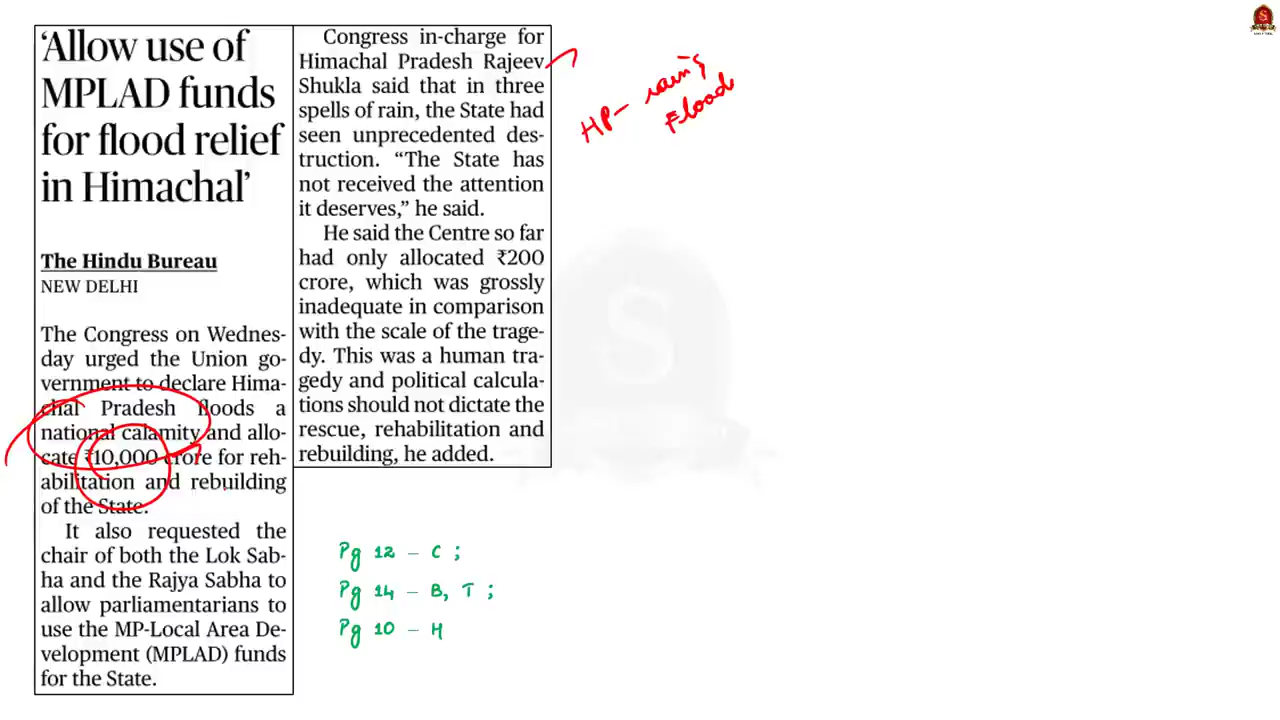 ‘Allow use of
MPLAD funds
for flood relief
in Himachal’
The Hindu Bureau
NEW DELHI
The Congress on Wednes-
day urged the Union go-
vernment to declare Hima-
chal Pradesh floods a
national calamity and allo-
cate ₹10,000 crore for reh-
abilitation and rebuilding
of the State.
It also requested the
chair of both the Lok Sab-
ha and the Rajya Sabha to
allow parliamentarians to
use the MP-Local Area De-
velopment (MPLAD) funds
for the State.
Congress in-charge for
Himachal Pradesh Rajeev
Shukla said that in three
spells of rain, the State had
seen unprecedented des-
truction. “The State has
not received the attention
it deserves,” he said.
He said the Centre so far
had only allocated ₹200
crore, which was grossly
inadequate in comparison
with the scale of the trage-
dy. This was a human tra-
gedy and political calcula-
tions should not dictate the
rescue, rehabilitation and
rebuilding, he added.
HP- rains
Flood
Pg 12 - C ;
Pg 14 - B, T ;
Pg 10 - H
S